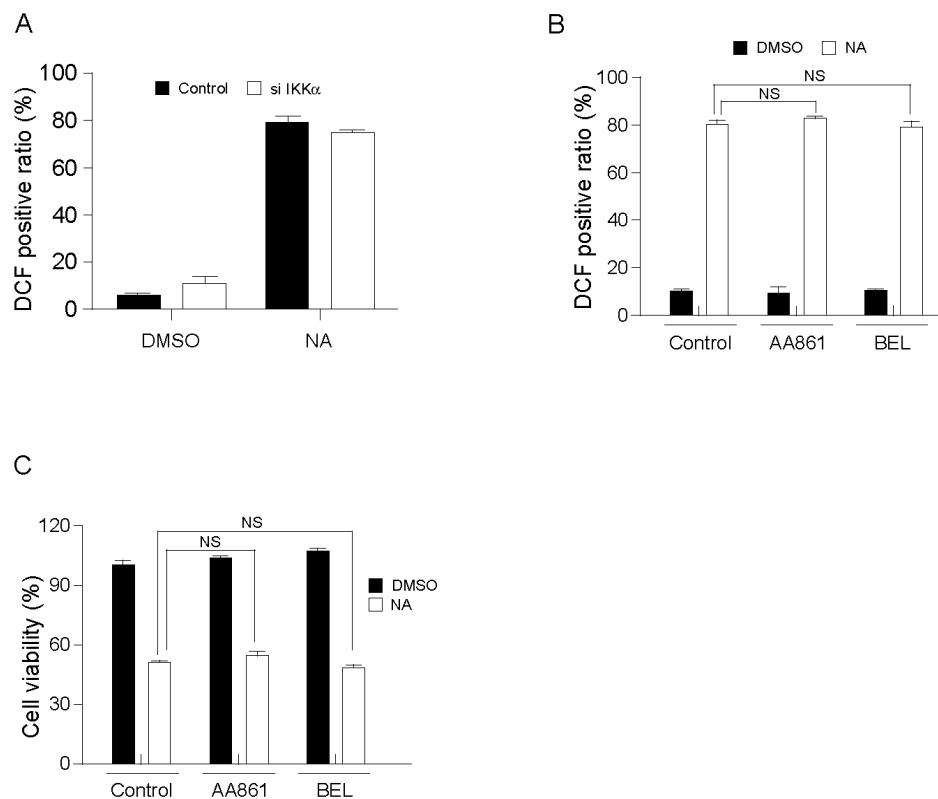 A
Control si IKKα
DCF positive ratio (%)
100
80
60
40
20
0
DMSO NA
B
DMSO NA
NS
NS
DCF positive ratio (%)
100
80
60
40
20
0
Control AA861 BEL
C
NS
NS
DMSO
NA
Cell viability (%)
120
90
60
30
0
Control AA861 BEL